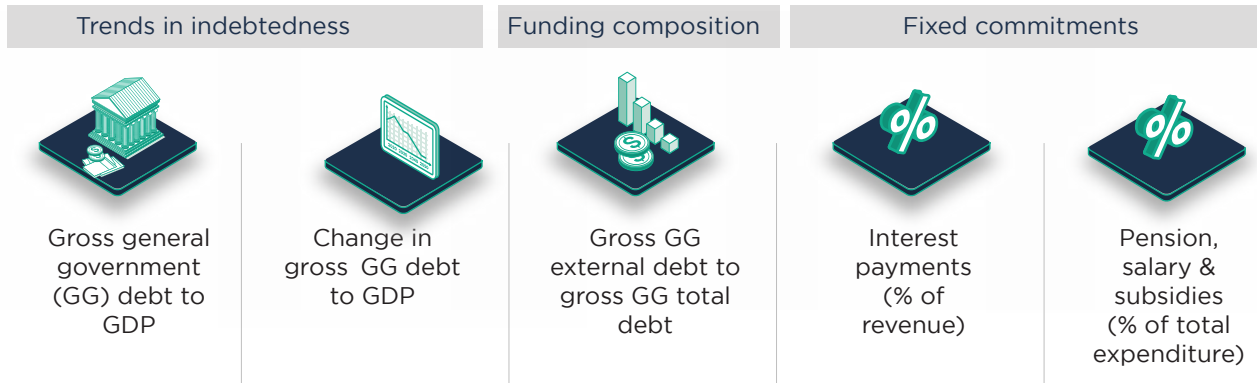 Trends in indebtedness
Funding composition
Fixed commitments
Gross general
government
(GG) debt to
GDP
Change in
gross GG debt
to GDP
Gross GG
external debt to
gross GG total
debt
Interest
payments
(% of
revenue)
Pension,
salary &
subsidies
(% of total
expenditure)